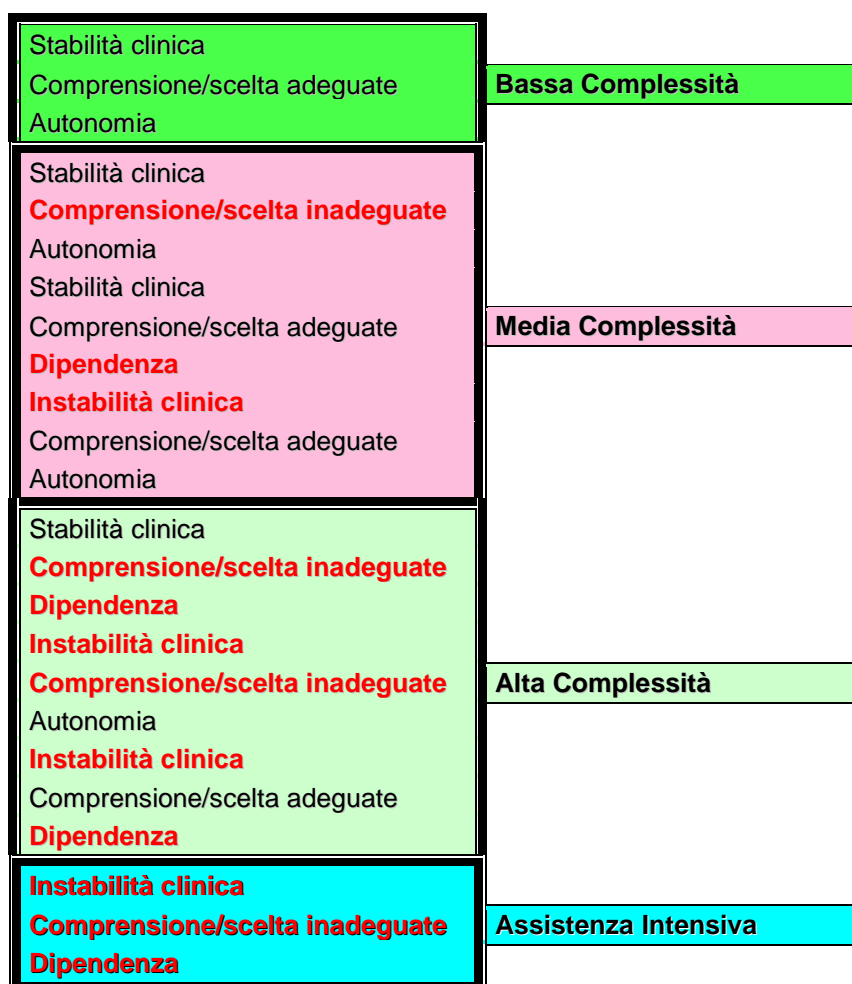 Stabilità clinica
Comprensione/scelta adeguate
Bassa Complessità
Autonomia
Stabilità clinica
Comprensione/scelta inadeguate
Autonomia
Stabilità clinica
Comprensione/scelta adeguate
Media Complessità
Dipendenza
Instabilità clinica
Comprensione/scelta adeguate
Autonomia
Stabilità clinica
Comprensione/scelta inadeguate
Dipendenza
Instabilità clinica
Comprensione/scelta inadeguate
Alta Complessità
Autonomia
Instabilità clinica
Comprensione/scelta adeguate
Dipendenza
Instabilità clinica
Comprensione/scelta inadeguate
Assistenza Intensiva
Dipendenza